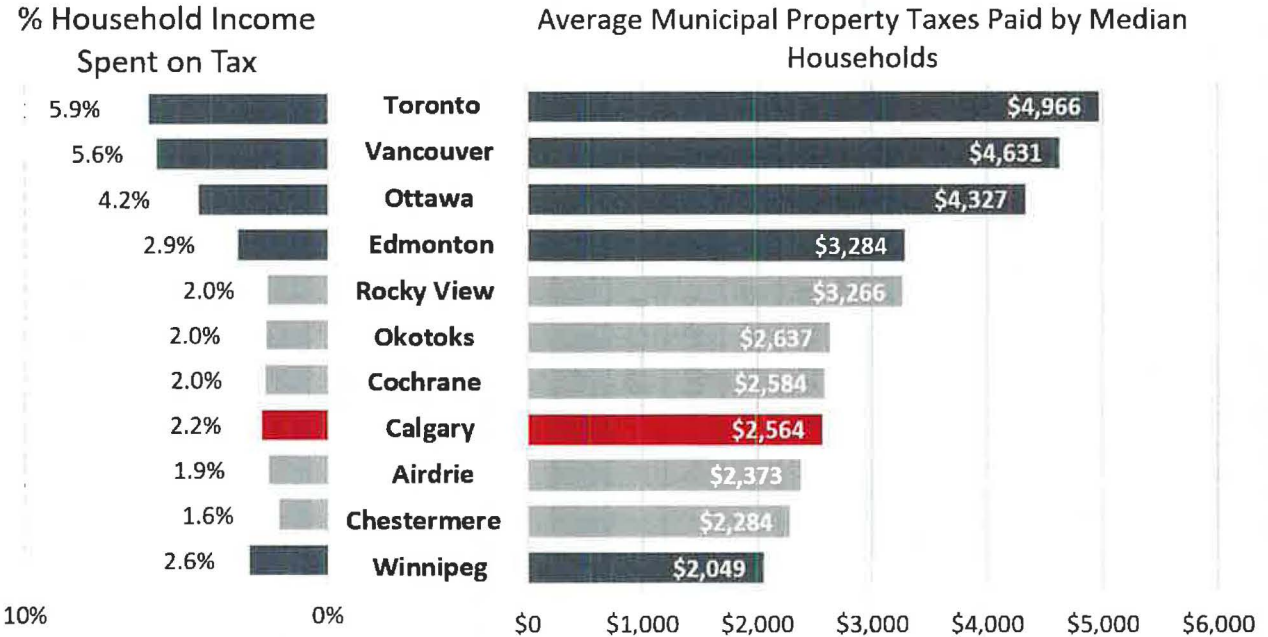 % Household Income
Spent on Tax
Average Municipal Property Taxes Paid by Median
Households
5.9% Toronto $4,966
5.6% Vancouver $4,631
4.2% Ottawa $4,327
2.9% Edmonton $3,284
2.0% Rocky View $3,266
2.0% Okotoks $2,637
2.0% Cochrane $2,584
2.2% Calgary $2,564
1.9% Airdrie $2,373
1.6% Chestermere $2,284
2.6% Winnipeg $2,049
10% 0% $0 $1,000 $2,000 $3,000 $4,000 $5,000 $6,000